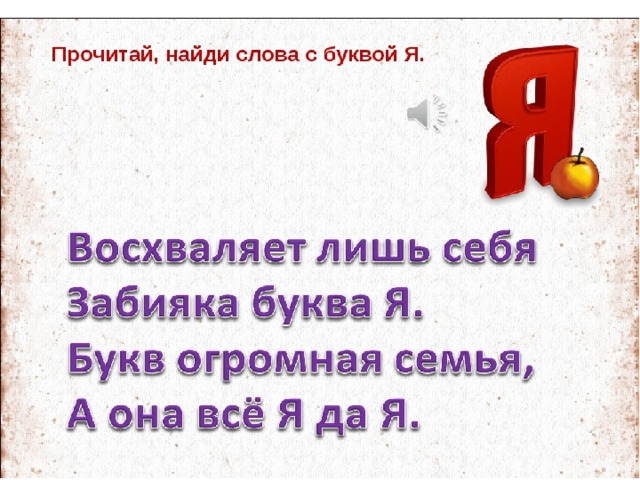 Прочитай, найди слова с буквой Я.
Я
Восхваляет лишь себя
Забияка буква Я.
Букв огромная семья,
А она всё Я да Я.